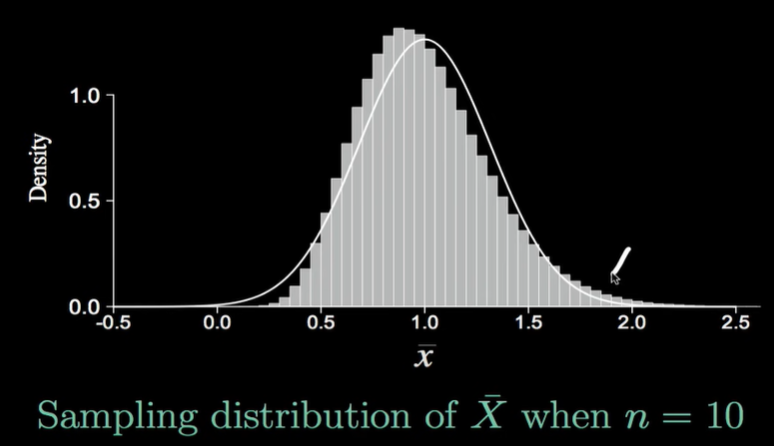 1.0
Density
0.5
0.0
-0.5 0.0 0.5 1.0 1.5 2.0 2.5
x̄
Sampling distribution of X̄ when n = 10